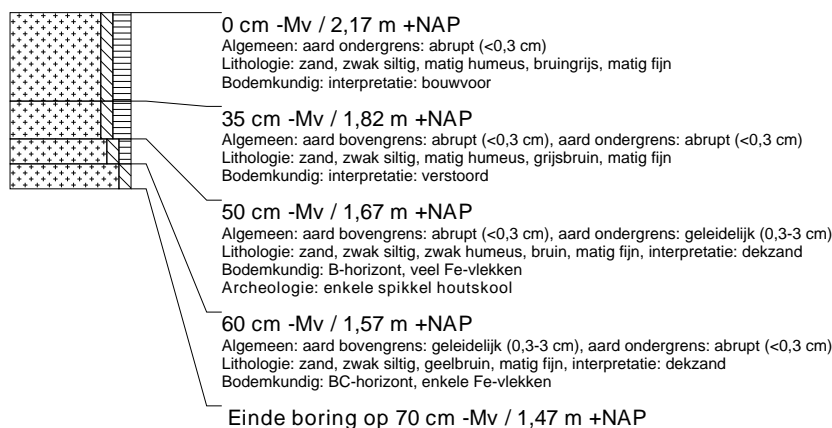 0 cm -Mv / 2,17 m +NAP
Algemeen: aard ondergrens: abrupt (<0,3 cm)
Lithologie: zand, zwak siltig, matig humeus, bruingrijs, matig fijn
Bodemkundig: interpretatie: bouwvoor
35 cm -Mv / 1,82 m +NAP
Algemeen: aard bovengrens: abrupt (<0,3 cm), aard ondergrens: abrupt (<0,3 cm)
Lithologie: zand, zwak siltig, matig humeus, grijsbruin, matig fijn
Bodemkundig: interpretatie: verstoord
50 cm -Mv / 1,67 m +NAP
Algemeen: aard bovengrens: abrupt (<0,3 cm), aard ondergrens: geleidelijk (0,3-3 cm)
Lithologie: zand, zwak siltig, zwak humeus, bruin, matig fijn, interpretatie: dekzand
Bodemkundig: B-horizont, veel Fe-vlekken
Archeologie: enkele spikkel houtskool
60 cm -Mv / 1,57 m +NAP
Algemeen: aard bovengrens: geleidelijk (0,3-3 cm), aard ondergrens: abrupt (<0,3 cm)
Lithologie: zand, zwak siltig, geelbruin, matig fijn, interpretatie: dekzand
Bodemkundig: BC-horizont, enkele Fe-vlekken
Einde boring op 70 cm -Mv / 1,47 m +NAP